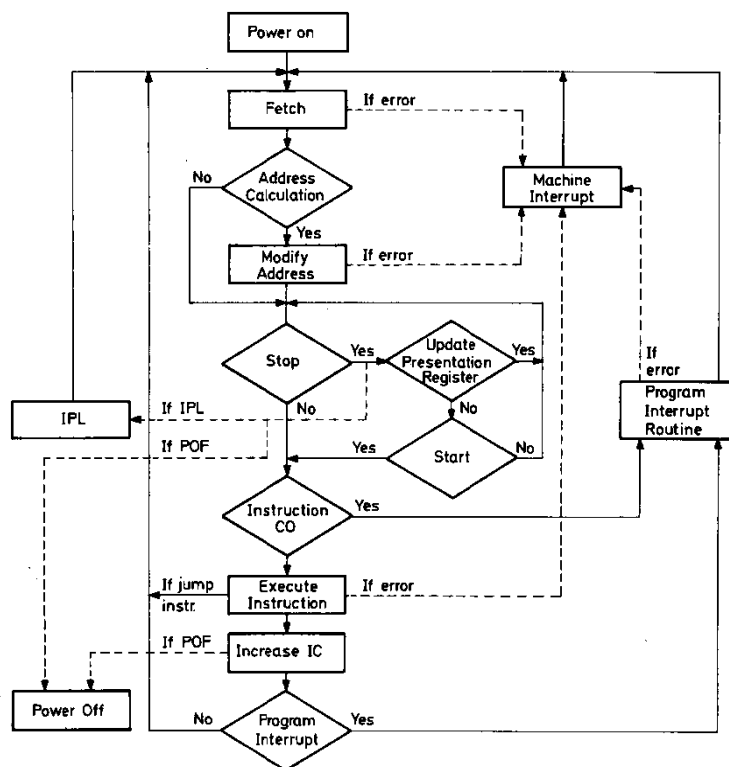 Power on
Fetch
If error
No
Address
Calculation
Machine
Interrupt
Yes
Modify
Address
If error
Stop
Yes
Update
Presentation
Register
Yes
If
error
IPL
If IPL
No
No
Program
Interrupt
Routine
If POF
Yes
Start
No
Instruction
CO
Yes
If jump
instr.
Execute
Instruction
If error
If POF
Increase IC
Power Off
No
Program
Interrupt
Yes